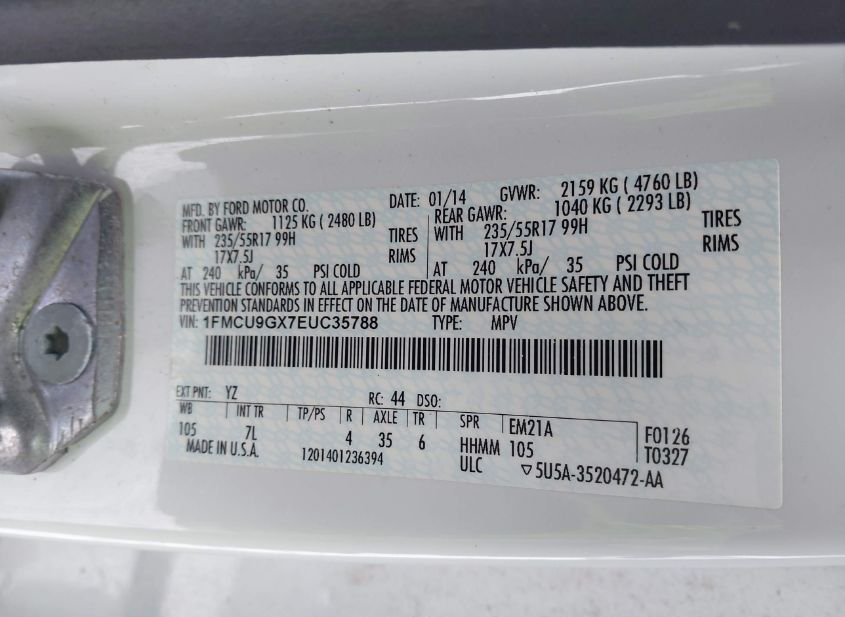 MFD. BY FORD MOTOR CO. DATE: 01/14 GVWR: 2159 KG ( 4760 LB)
FRONT GAWR: 1125 KG ( 2480 LB) REAR GAWR: 1040 KG ( 2293 LB)
WITH 235/55R17 99H TIRES WITH 235/55R17 99H TIRES
17X7.5J RIMS 17X7.5J RIMS
AT 240 kPa/ 35 PSI COLD AT 240 kPa/ 35 PSI COLD
THIS VEHICLE CONFORMS TO ALL APPLICABLE FEDERAL MOTOR VEHICLE SAFETY AND THEFT
PREVENTION STANDARDS IN EFFECT ON THE DATE OF MANUFACTURE SHOWN ABOVE.
VIN: 1FMCU9GX7EUC35788 TYPE: MPV
EXT PNT: YZ RC: 44 DSO:
WB INT TR TP/PS R AXLE TR SPR EM21A F0126
105 7L 4 35 6 HHMM 105 T0327
MADE IN U.S.A. 1201401236394 ULC ▽5U5A-3520472-AA